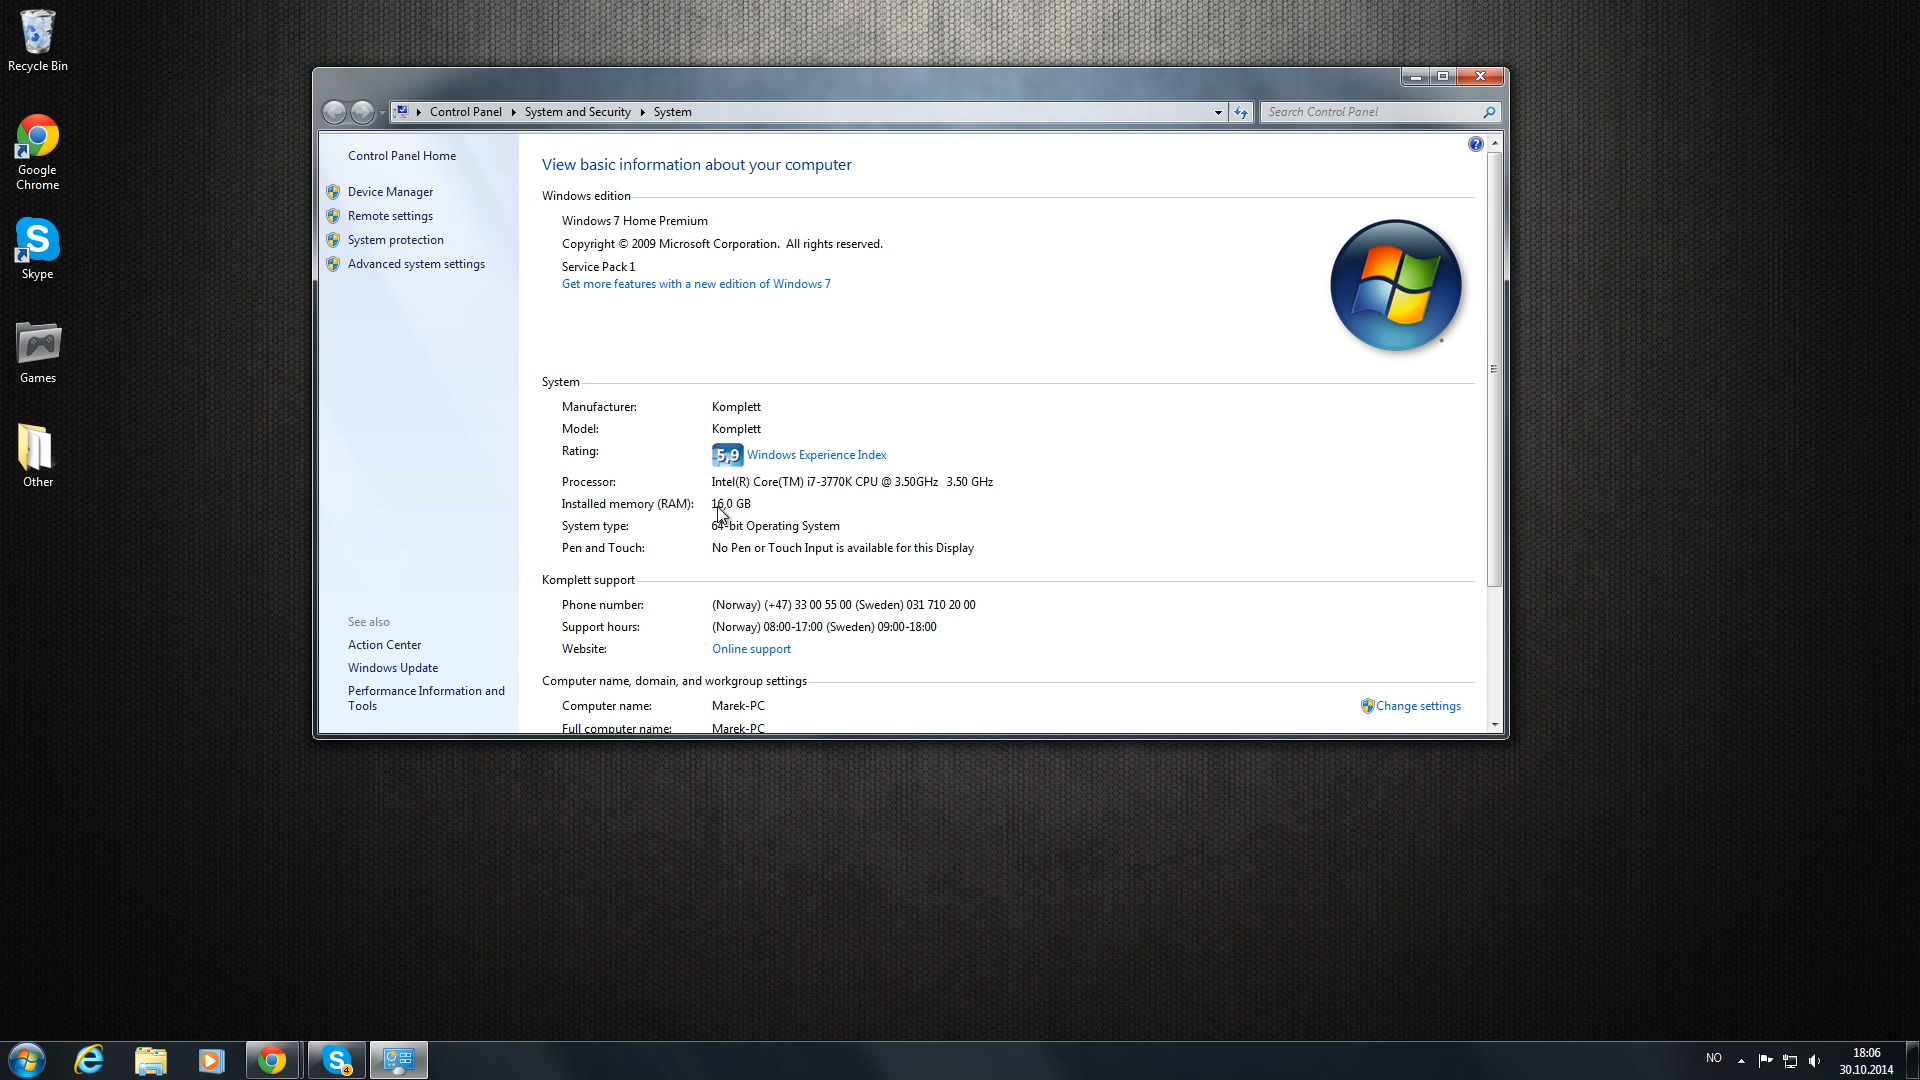 Recycle Bin
Google
Chrome
Skype
Games
Other
Control Panel
System and Security
System
Search Control Panel
Control Panel Home
Device Manager
Remote settings
System protection
Advanced system settings
See also
Action Center
Windows Update
Performance Information and
Tools
View basic information about your computer
Windows edition
Windows 7 Home Premium
Copyright © 2009 Microsoft Corporation.  All rights reserved.
Service Pack 1
Get more features with a new edition of Windows 7
System
Manufacturer: Komplett
Model: Komplett
Rating: 5,9 Windows Experience Index
Processor: Intel(R) Core(TM) i7-3770K CPU @ 3.50GHz   3.50 GHz
Installed memory (RAM): 16,0 GB
System type: 64-bit Operating System
Pen and Touch: No Pen or Touch Input is available for this Display
Komplett support
Phone number: (Norway) (+47) 33 00 55 00 (Sweden) 031 710 20 00
Support hours: (Norway) 08:00-17:00 (Sweden) 09:00-18:00
Website: Online support
Computer name, domain, and workgroup settings
Computer name: Marek-PC Change settings
Full computer name: Marek-PC
4
NO
18:06
30.10.2014